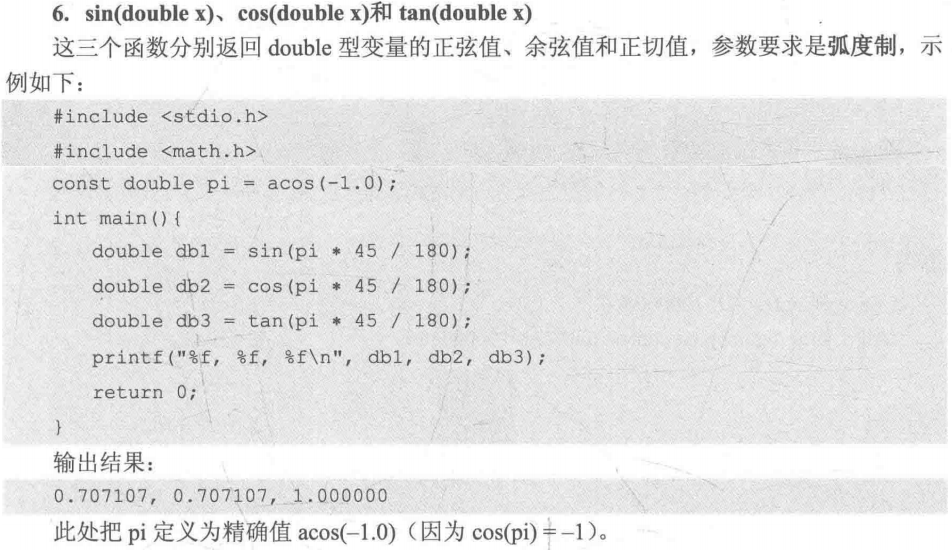 6. sin(double x)、cos(double x)和 tan(double x)
这三个函数分别返回 double 型变量的正弦值、余弦值和正切值，参数要求是弧度制，示
例如下：
#include <stdio.h>
#include <math.h>
const double pi = acos(-1.0);
int main(){
double db1 = sin(pi * 45 / 180);
double db2 = cos(pi * 45 / 180);
double db3 = tan(pi * 45 / 180);
printf("%f, %f, %f\n", db1, db2, db3);
return 0;
}
输出结果：
0.707107, 0.707107, 1.000000
此处把 pi 定义为精确值 acos(–1.0)（因为 cos(pi) = –1）。